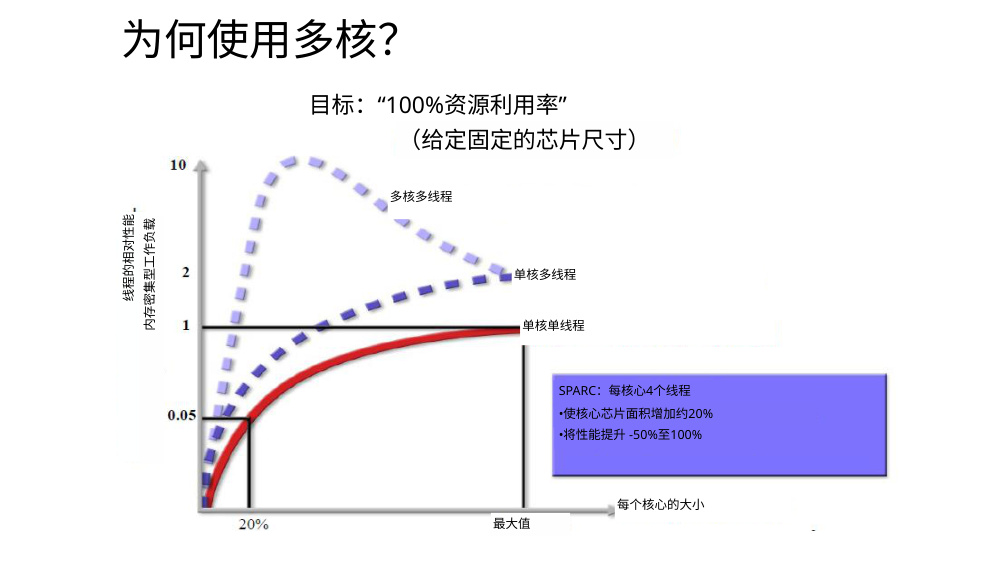 为何使用多核？
目标：“100%资源利用率”
（给定固定的芯片尺寸）
10
多核多线程
线程的相对性能。
内存密集型工作负载
2
单核多线程
1
单核单线程
SPARC：每核心4个线程
•使核心芯片面积增加约20%
•将性能提升 -50%至100%
0.05
每个核心的大小
20%
最大值